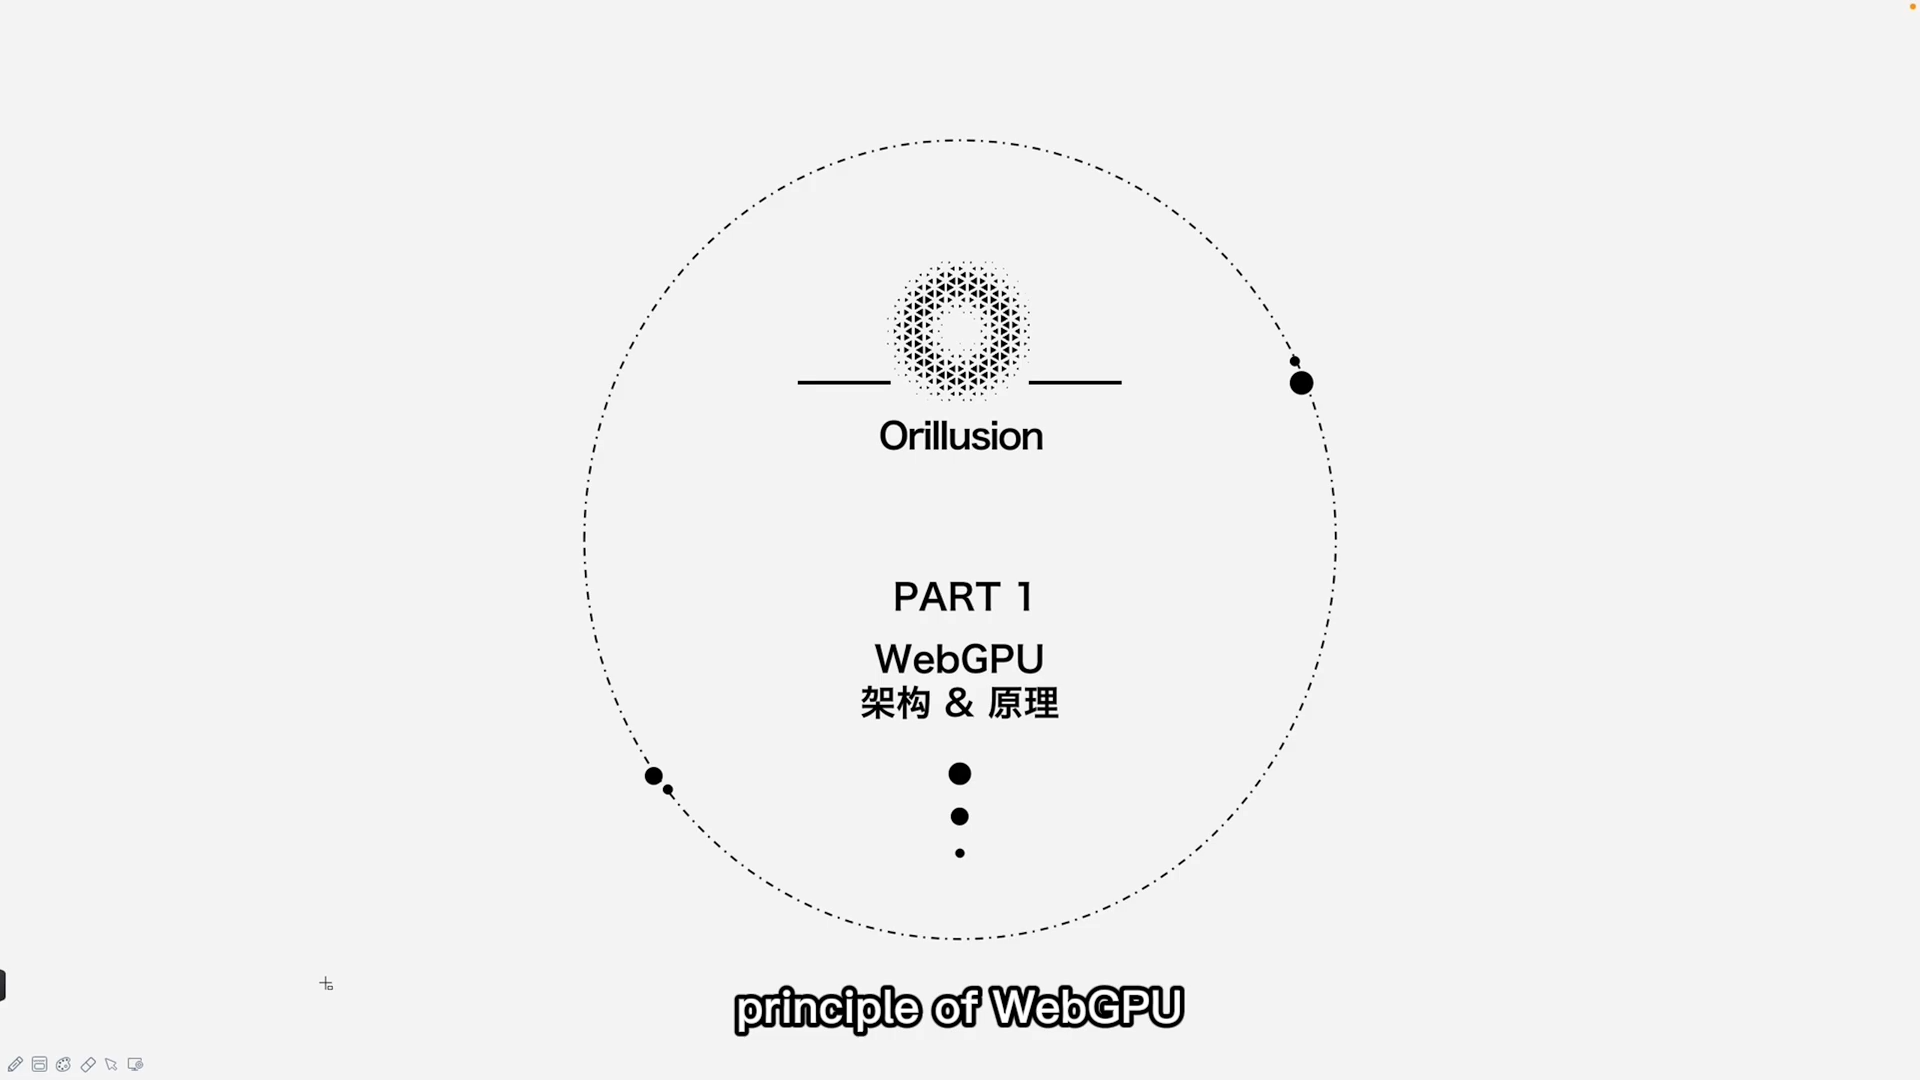 Orillusion
PART 1
WebGPU
架构 & 原理
principle of WebGPU